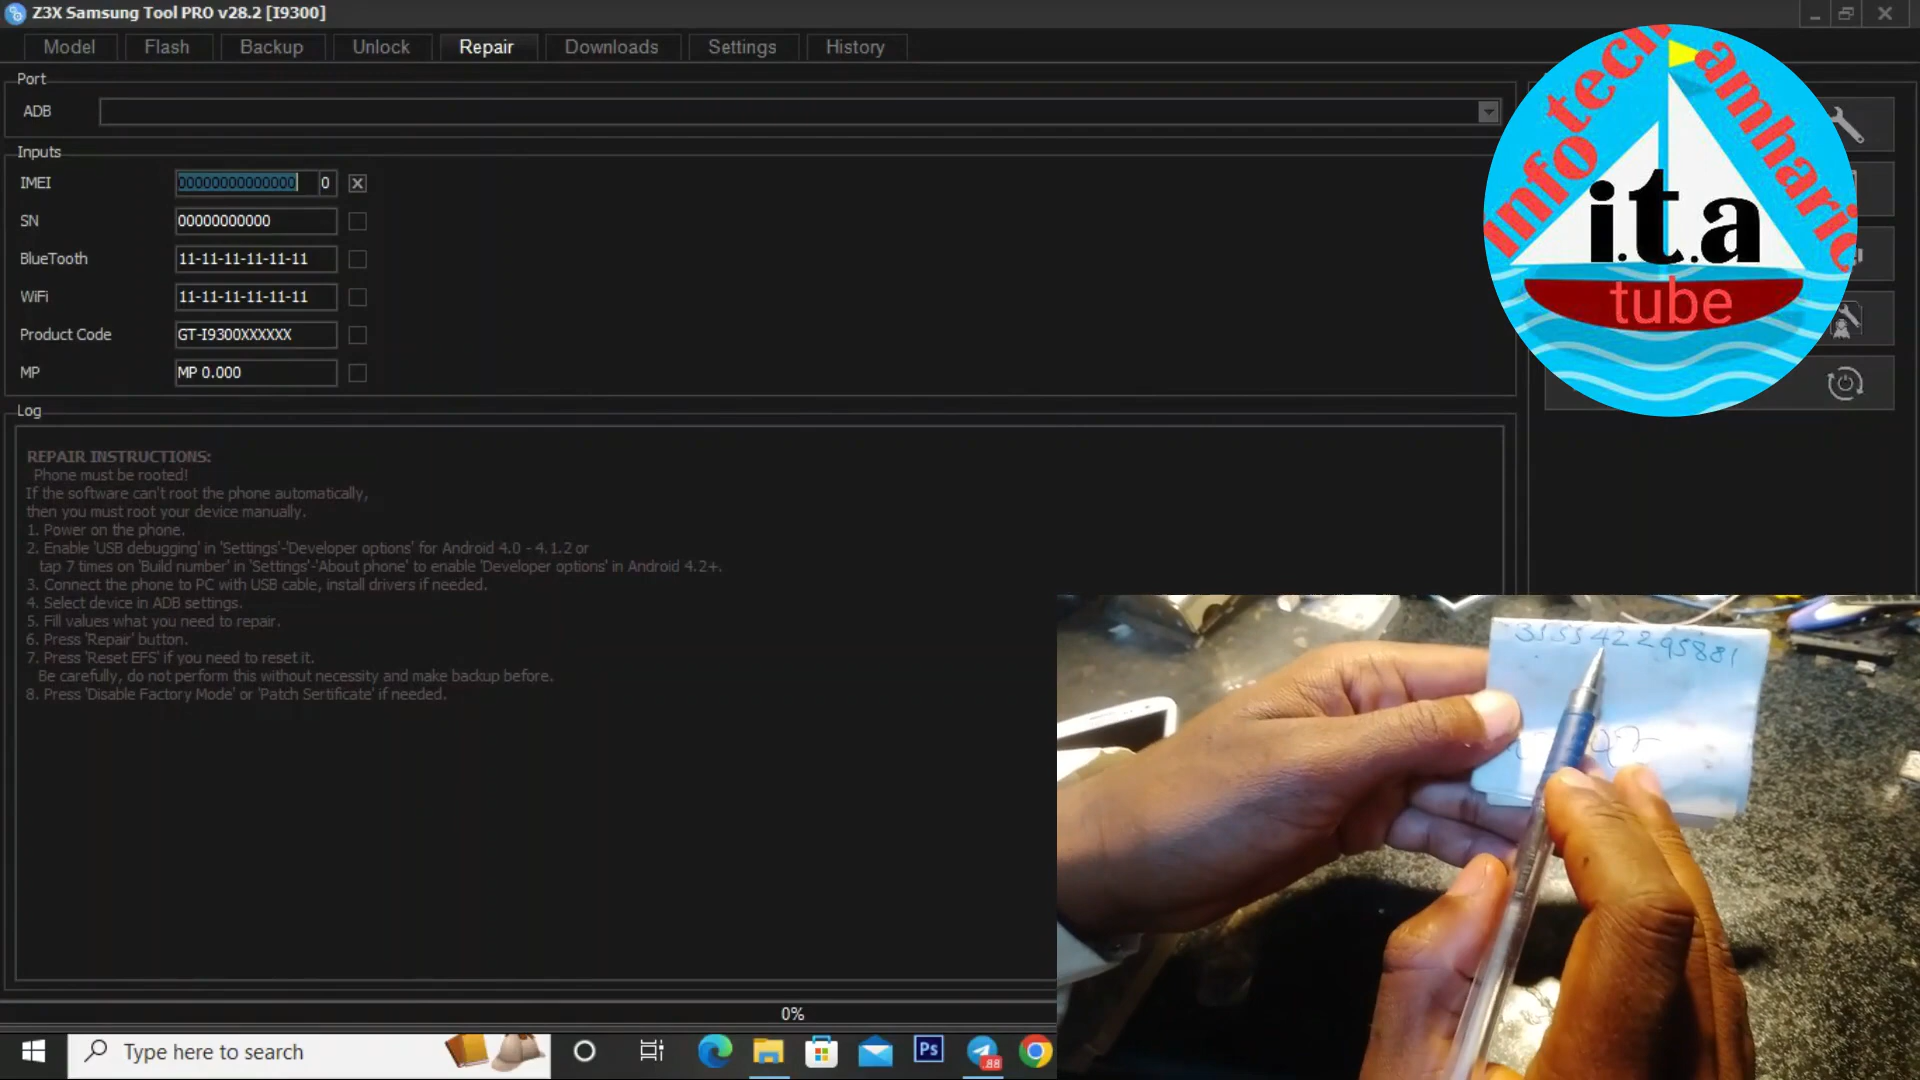 Z3X Samsung Tool PRO v28.2 [I9300]
Model Flash Backup Unlock Repair Downloads Settings History
Port
ADB
Inputs
IMEI 00000000000000 0
SN 00000000000
BlueTooth 11-11-11-11-11-11
WiFi 11-11-11-11-11-11
Product Code GT-I9300XXXXXX
MP MP 0.000
Log
REPAIR INSTRUCTIONS:
Phone must be rooted!
If the software can't root the phone automatically,
then you must root your device manually.
1. Power on the phone.
2. Enable 'USB debugging' in 'Settings'-'Developer options' for Android 4.0 - 4.1.2 or
tap 7 times on 'Build number' in 'Settings'-'About phone' to enable 'Developer options' in Android 4.2+.
3. Connect the phone to PC with USB cable, install drivers if needed.
4. Select device in ADB settings.
5. Fill values what you need to repair.
6. Press 'Repair' button.
7. Press 'Reset EFS' if you need to reset it.
Be carefully, do not perform this without necessity and make backup before.
8. Press 'Disable Factory Mode' or 'Patch Sertificate' if needed.
0%
Type here to search
Ps
.88
infotech amharic
i.t.a
tube